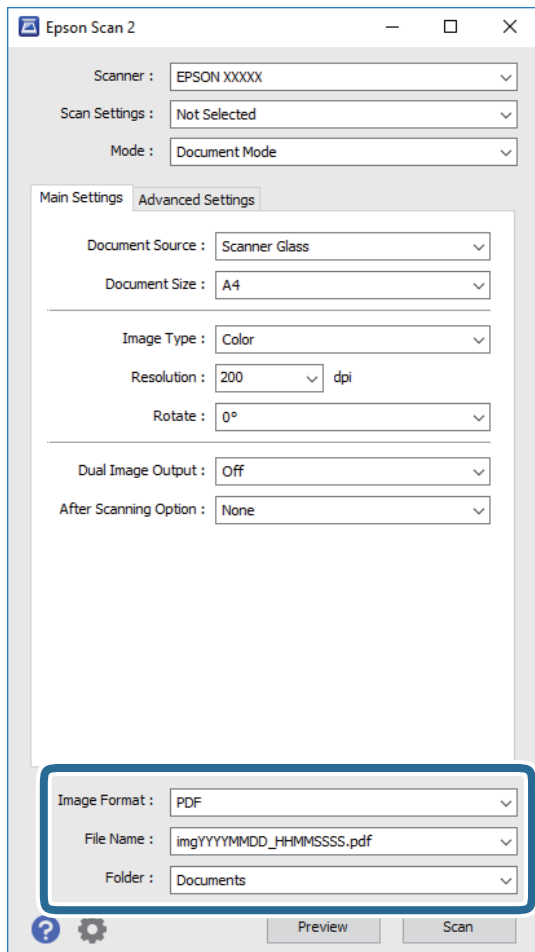 Epson Scan 2
Scanner : EPSON XXXXX
Scan Settings : Not Selected
Mode : Document Mode
Main Settings Advanced Settings
Document Source : Scanner Glass
Document Size : A4
Image Type : Color
Resolution : 200 dpi
Rotate : 0°
Dual Image Output : Off
After Scanning Option : None
Image Format : PDF
File Name : imgYYYYMMDD_HHMMSSSS.pdf
Folder : Documents
? Preview Scan